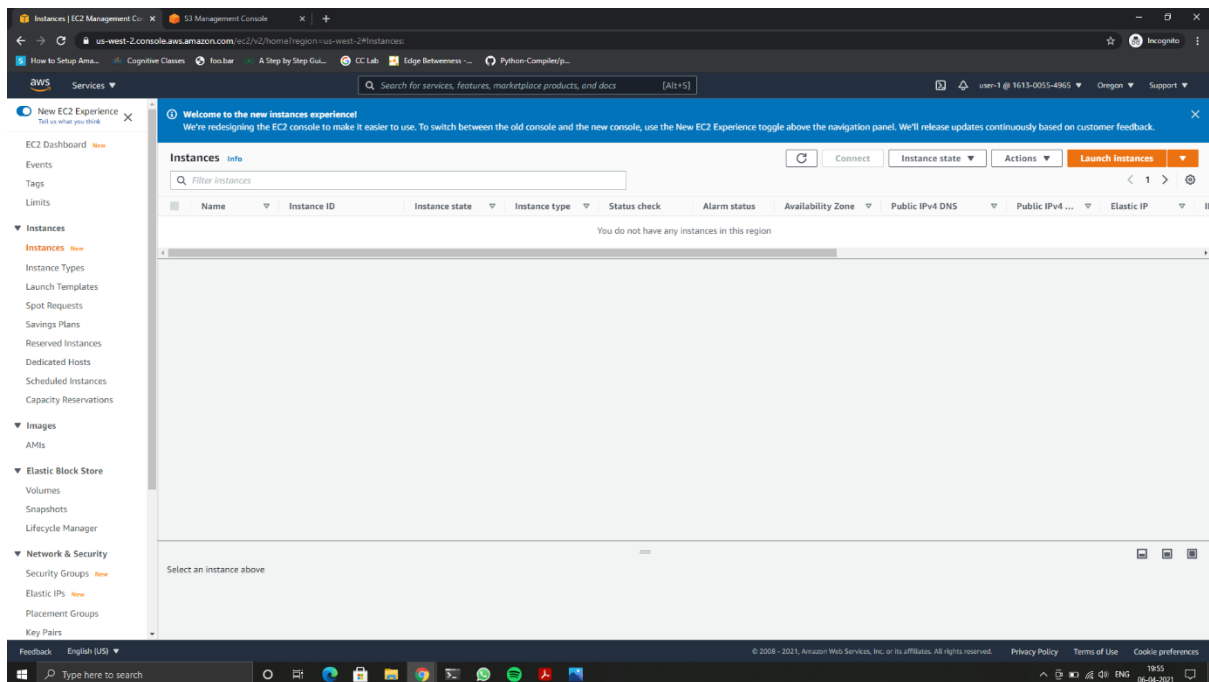 Instances | EC2 Management Co
S3 Management Console
us-west-2.console.aws.amazon.com/ec2/v2/home?region=us-west-2#Instances:
Incognito
How to Setup Ama...
Cognitive Classes
foo.bar
A Step by Step Gui...
CC Lab
Edge Betweeness -...
Python-Compiler/p...
aws
Services
Search for services, features, marketplace products, and docs
[Alt+S]
user-1 @ 1613-0055-4965
Oregon
Support
New EC2 Experience
Tell us what you think
Welcome to the new instances experience!
We're redesigning the EC2 console to make it easier to use. To switch between the old console and the new console, use the New EC2 Experience toggle above the navigation panel. We'll release updates continuously based on customer feedback.
EC2 Dashboard New
Events
Tags
Limits
Instances
Instances New
Instance Types
Launch Templates
Spot Requests
Savings Plans
Reserved Instances
Dedicated Hosts
Scheduled Instances
Capacity Reservations
Images
AMIs
Elastic Block Store
Volumes
Snapshots
Lifecycle Manager
Network & Security
Security Groups New
Elastic IPs New
Placement Groups
Key Pairs
Instances Info
Connect
Instance state
Actions
Launch instances
Filter instances
1
Name
Instance ID
Instance state
Instance type
Status check
Alarm status
Availability Zone
Public IPv4 DNS
Public IPv4 ...
Elastic IP
You do not have any instances in this region
Select an instance above
Feedback
English (US)
© 2008 - 2021, Amazon Web Services, Inc. or its affiliates. All rights reserved.
Privacy Policy
Terms of Use
Cookie preferences
Type here to search
ENG
19:55
06-04-2021